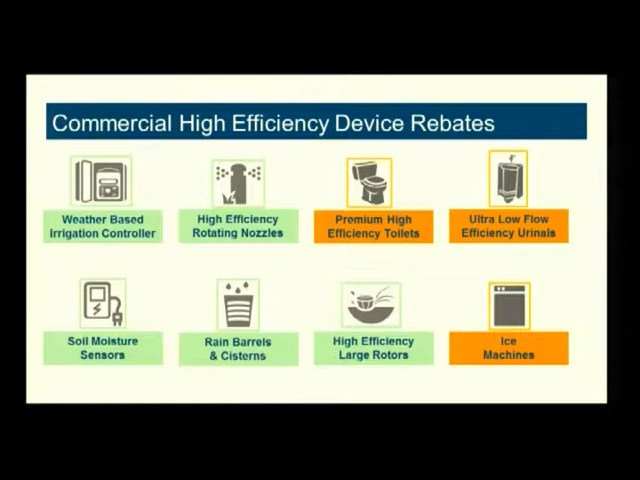 Commercial High Efficiency Device Rebates
Weather Based
Irrigation Controller
High Efficiency
Rotating Nozzles
Premium High
Efficiency Toilets
Ultra Low Flow
Efficiency Urinals
Soil Moisture
Sensors
Rain Barrels
& Cisterns
High Efficiency
Large Rotors
Ice
Machines